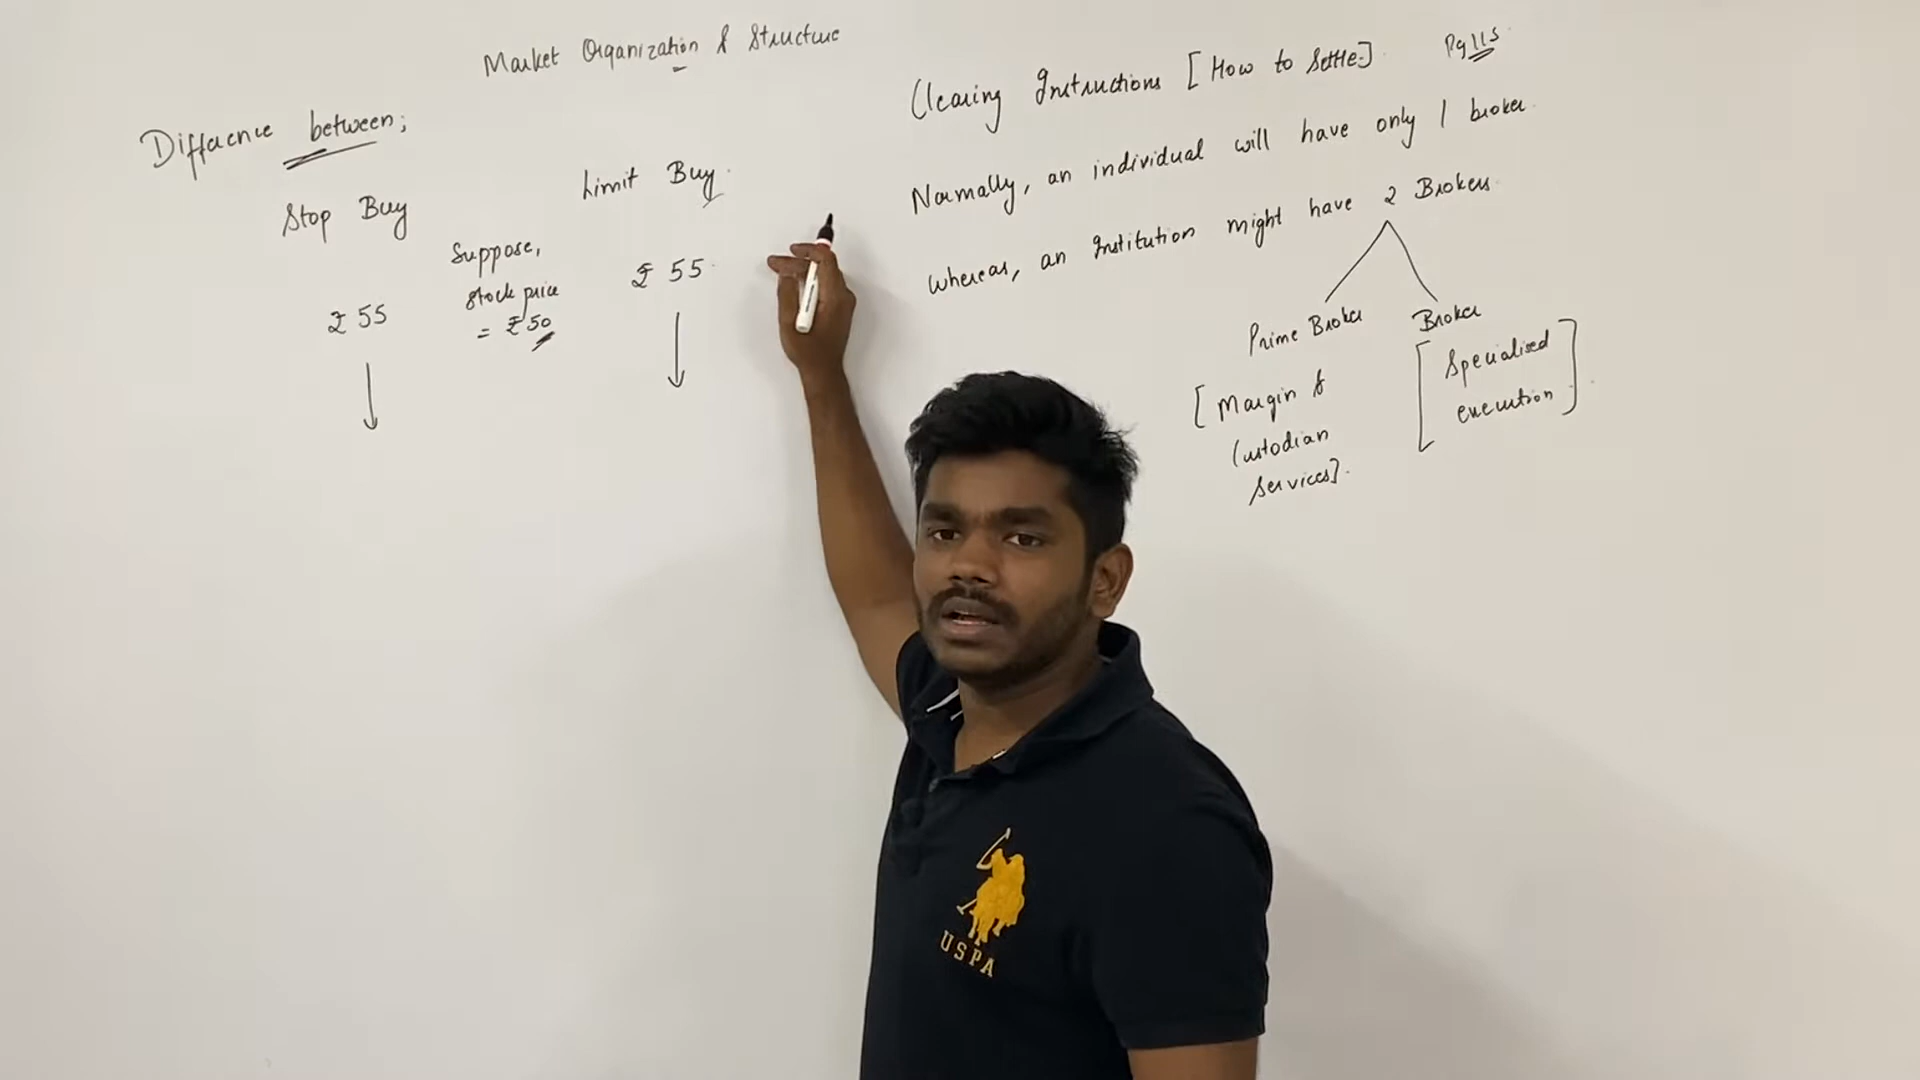 Market Organization & Structure
Difference between;
Stop Buy
Limit Buy
Suppose,
Stock price
= ₹ 50
₹ 55
₹ 55
Clearing Instructions [How to settle]
Pg 115
Normally, an individual will have only 1 broker
whereas, an Institution might have 2 Brokers
Prime Broker
Broker
[Margin &
Custodian
Services].
[Specialised
execution]
USPA